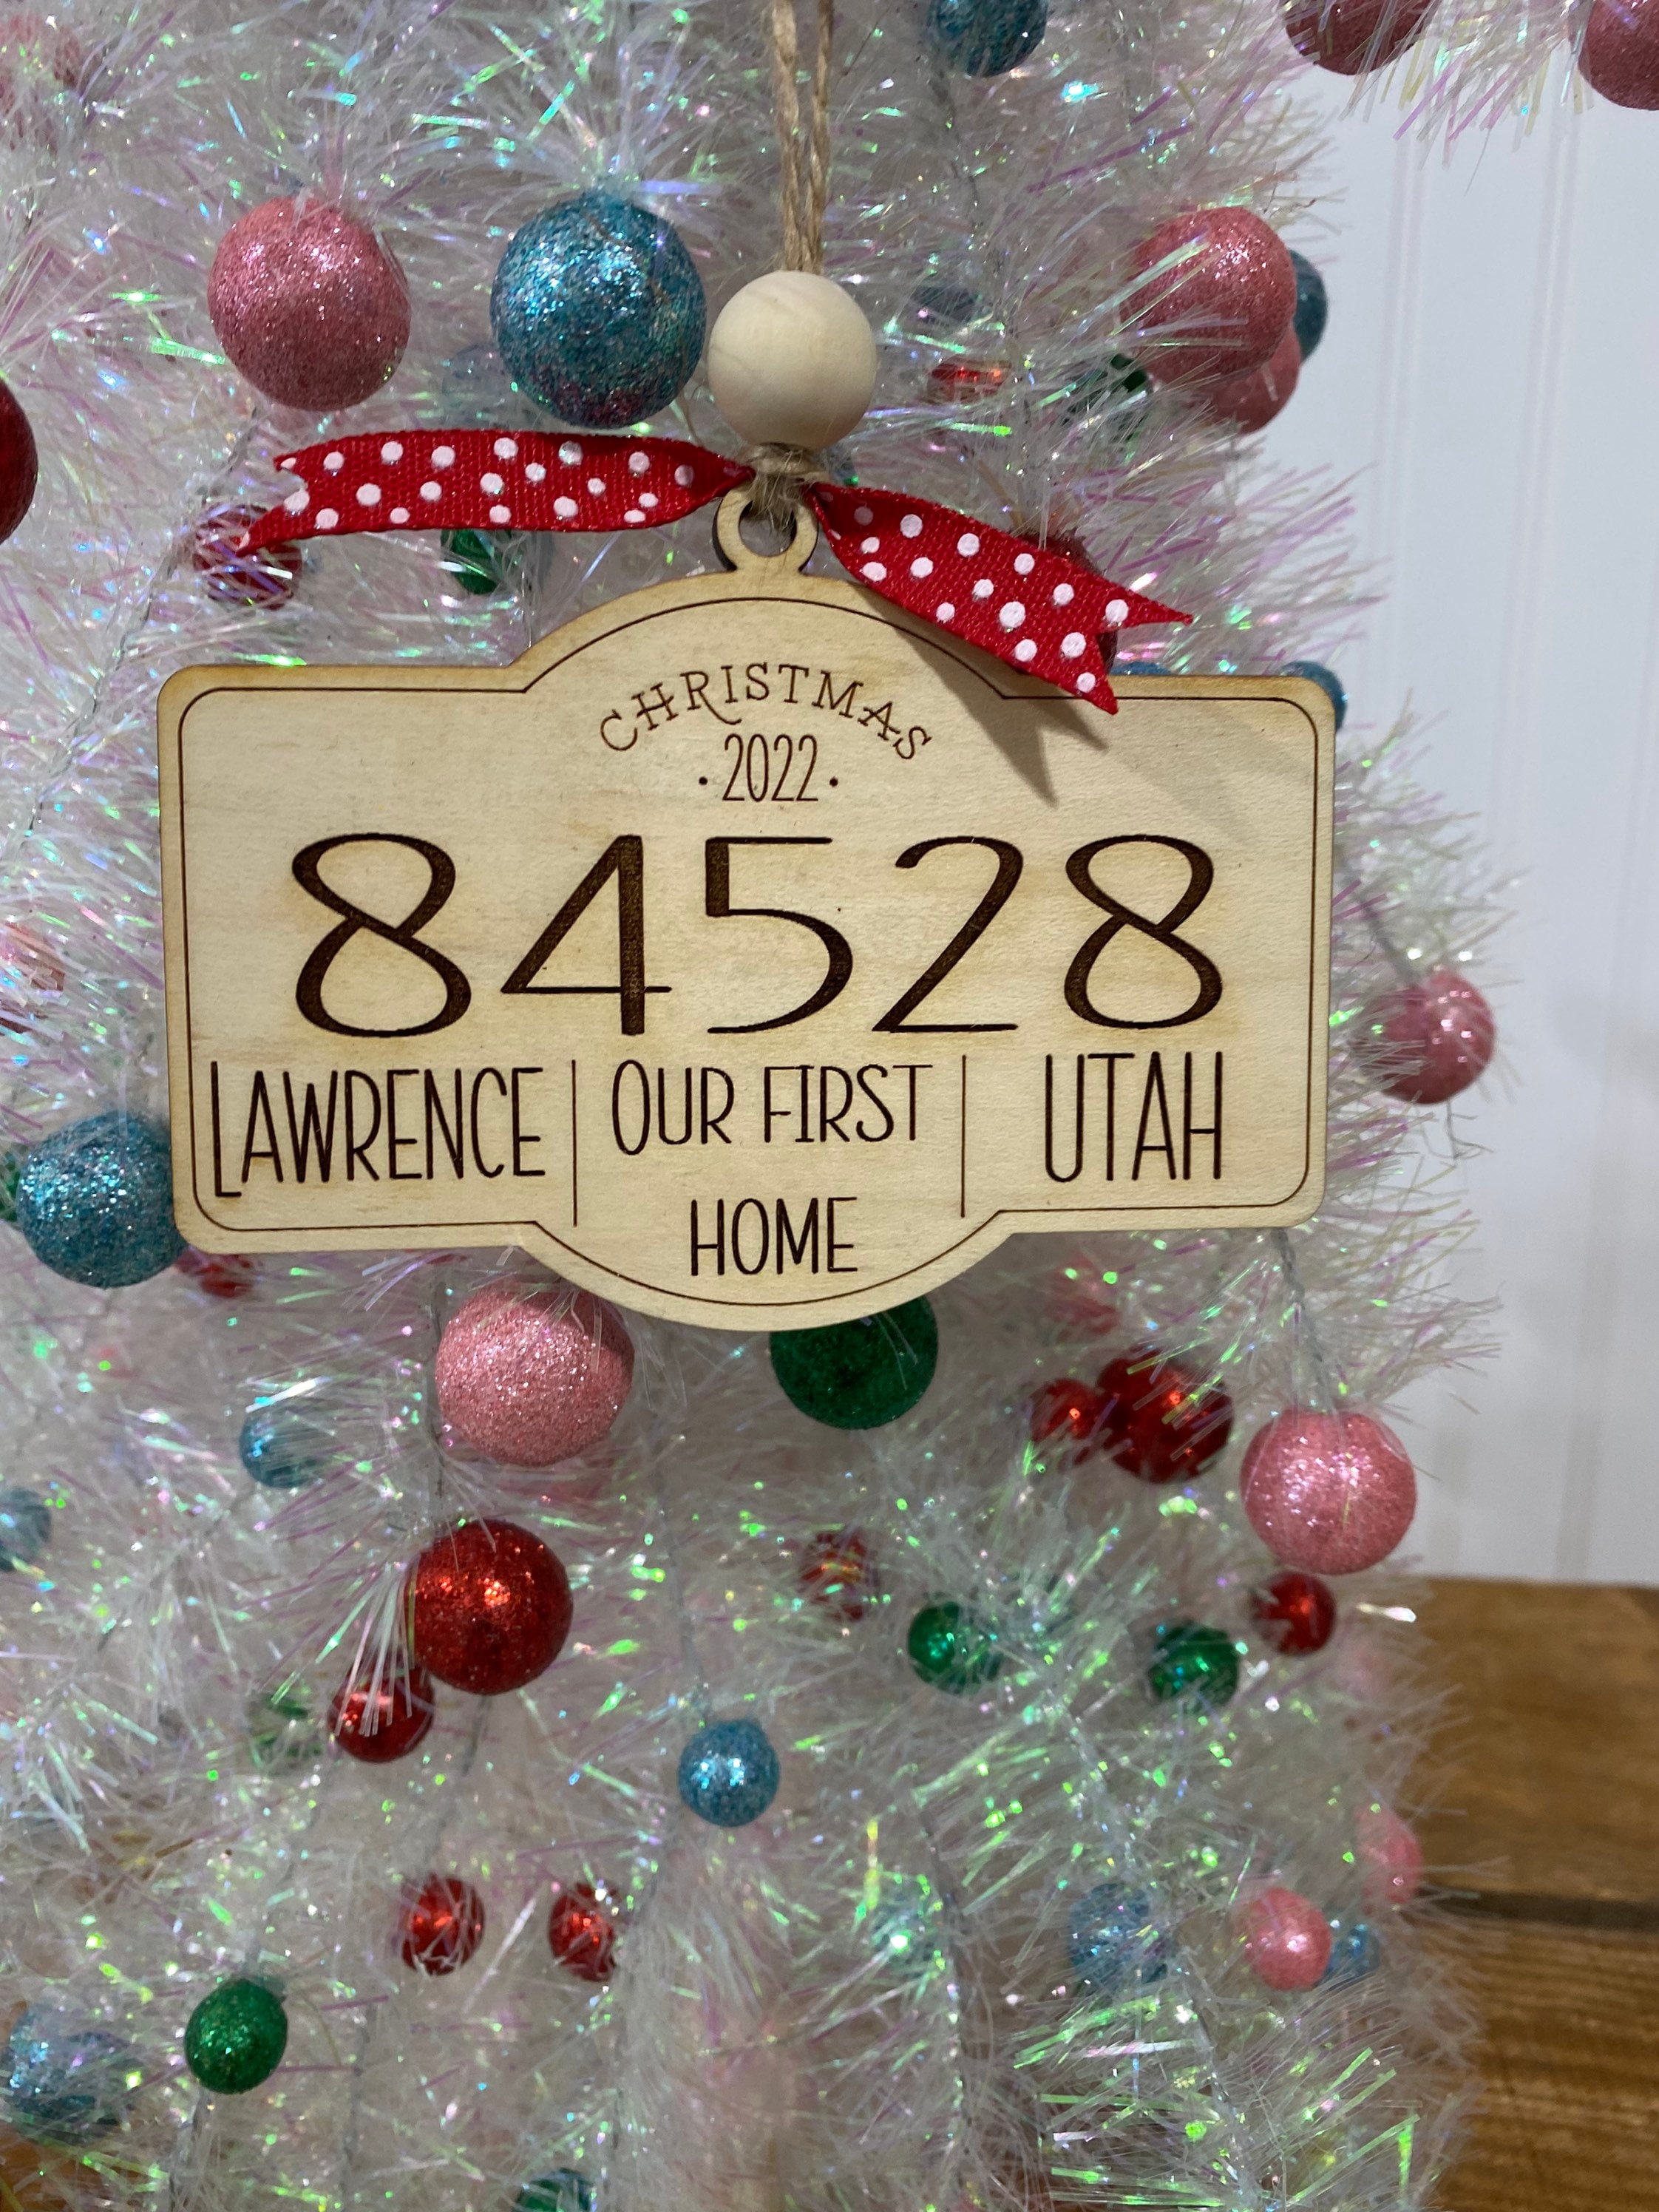 CHRISTMAS
·2022·
84528
LAWRENCE | OUR FIRST | UTAH
HOME